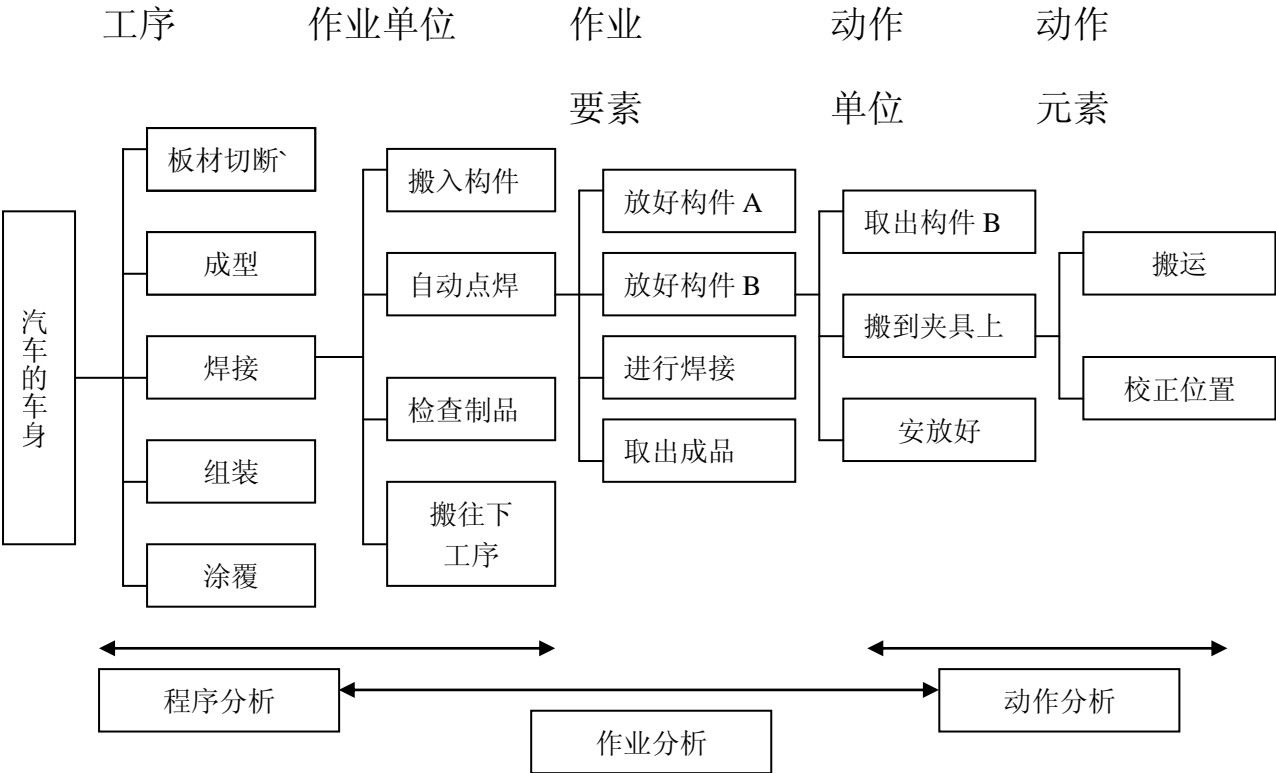 工序
作业单位
作业
要素
动作
单位
动作
元素
汽车的车身
板材切断`
成型
焊接
组装
涂覆
搬入构件
自动点焊
检查制品
搬往下
工序
放好构件 A
放好构件 B
进行焊接
取出成品
取出构件 B
搬到夹具上
安放好
搬运
校正位置
程序分析
作业分析
动作分析